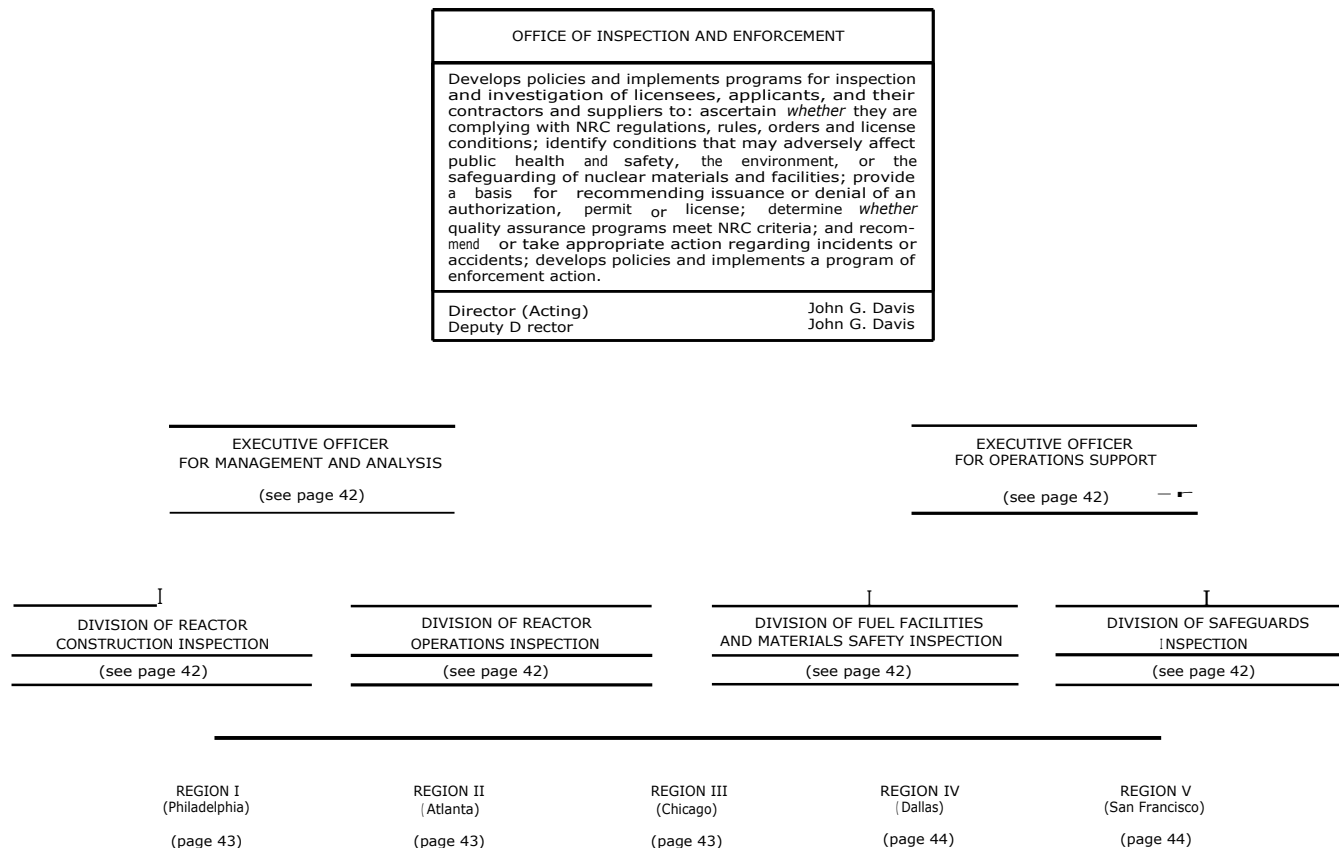 OFFICE OF INSPECTION AND ENFORCEMENT
Develops policies and implements programs for inspection
and investigation of licensees, applicants, and their
contractors and suppliers to: ascertain whether they are
complying with NRC regulations, rules, orders and license
conditions; identify conditions that may adversely affect
public health and safety, the environment, or the
safeguarding of nuclear materials and facilities; provide
a basis for recommending issuance or denial of an
authorization, permit or license; determine whether
quality assurance programs meet NRC criteria; and recom-
mend or take appropriate action regarding incidents or
accidents; develops policies and implements a program of
enforcement action.
Director (Acting) John G. Davis
Deputy D rector John G. Davis
EXECUTIVE OFFICER
FOR MANAGEMENT AND ANALYSIS
(see page 42)
EXECUTIVE OFFICER
FOR OPERATIONS SUPPORT
(see page 42)
DIVISION OF REACTOR
CONSTRUCTION INSPECTION
(see page 42)
DIVISION OF REACTOR
OPERATIONS INSPECTION
(see page 42)
DIVISION OF FUEL FACILITIES
AND MATERIALS SAFETY INSPECTION
(see page 42)
DIVISION OF SAFEGUARDS
INSPECTION
(see page 42)
REGION I
(Philadelphia)
(page 43)
REGION II
(Atlanta)
(page 43)
REGION III
(Chicago)
(page 43)
REGION IV
(Dallas)
(page 44)
REGION V
(San Francisco)
(page 44)